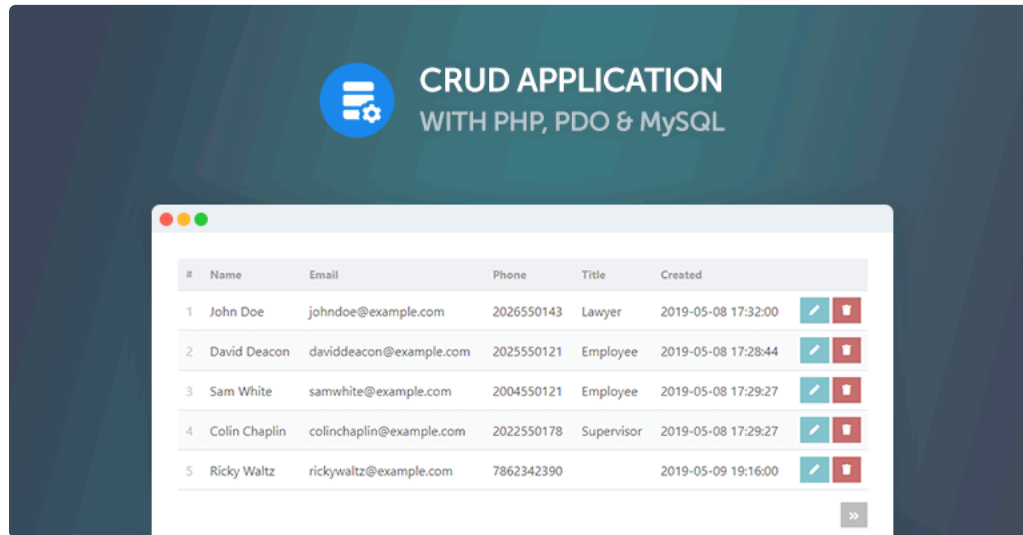 CRUD APPLICATION
WITH PHP, PDO & MySQL
# Name Email Phone Title Created
1 John Doe johndoe@example.com 2026550143 Lawyer 2019-05-08 17:32:00
2 David Deacon daviddeacon@example.com 2025550121 Employee 2019-05-08 17:28:44
3 Sam White samwhite@example.com 2004550121 Employee 2019-05-08 17:29:27
4 Colin Chaplin colinchaplin@example.com 2022550178 Supervisor 2019-05-08 17:29:27
5 Ricky Waltz rickywaltz@example.com 7862342390 2019-05-09 19:16:00
»